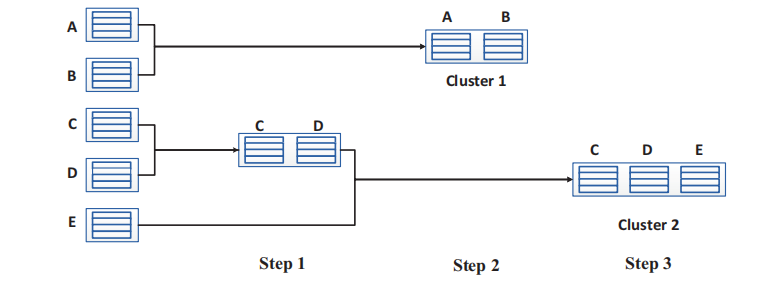 A
B
A B
Cluster 1
C
D
C D
E
C D E
Cluster 2
Step 1 Step 2 Step 3